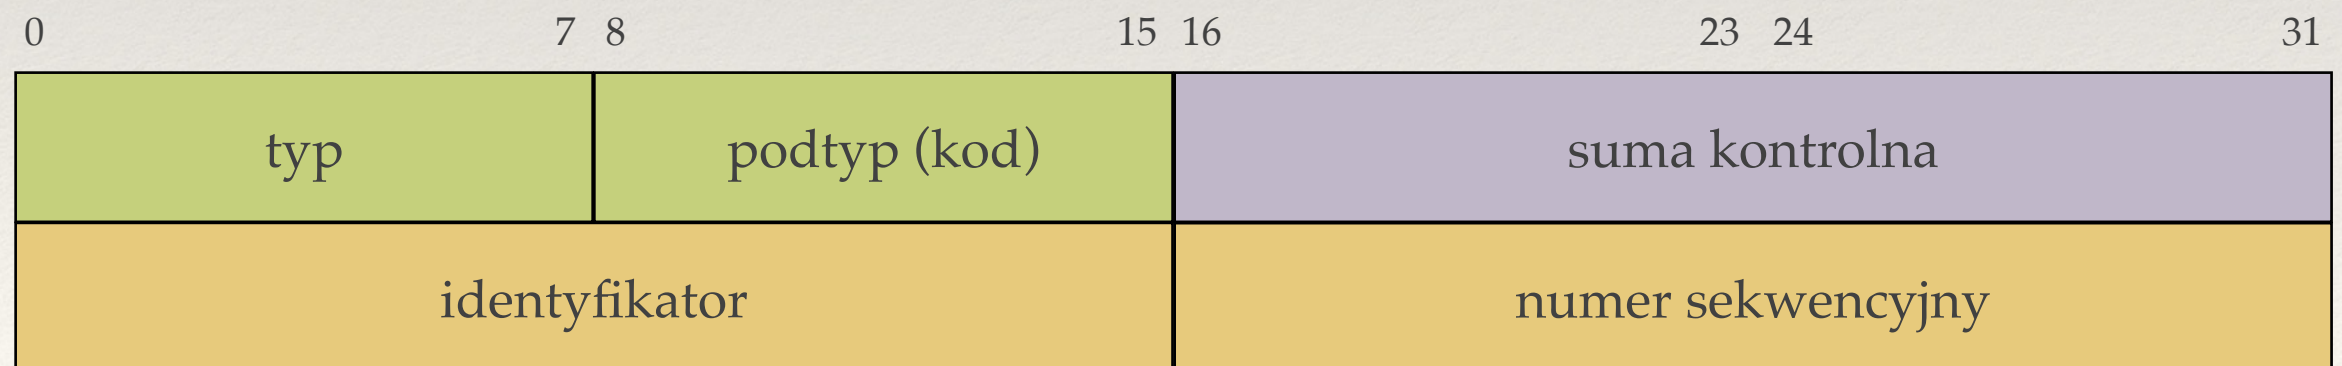 0 7 8 15 16 23 24 31
typ podtyp (kod) suma kontrolna
identyfikator numer sekwencyjny